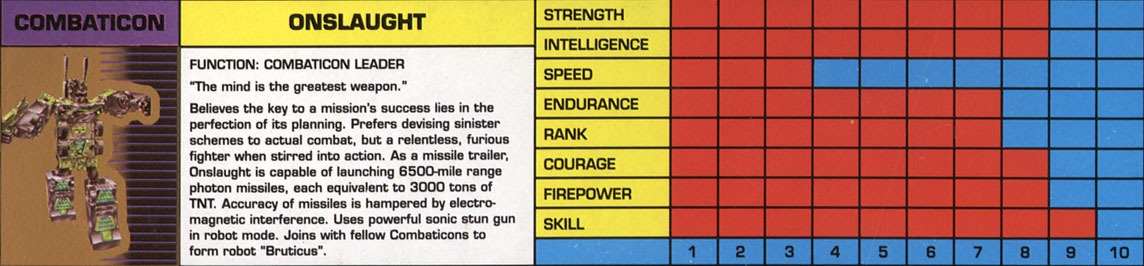 COMBATICON
ONSLAUGHT
FUNCTION: COMBATICON LEADER
"The mind is the greatest weapon."
Believes the key to a mission's success lies in the
perfection of its planning. Prefers devising sinister
schemes to actual combat, but a relentless, furious
fighter when stirred into action. As a missile trailer,
Onslaught is capable of launching 6500-mile range
photon missiles, each equivalent to 3000 tons of
TNT. Accuracy of missiles is hampered by electro-
magnetic interference. Uses powerful sonic stun gun
in robot mode. Joins with fellow Combaticons to
form robot "Bruticus".
STRENGTH
INTELLIGENCE
SPEED
ENDURANCE
RANK
COURAGE
FIREPOWER
SKILL
1 2 3 4 5 6 7 8 9 10